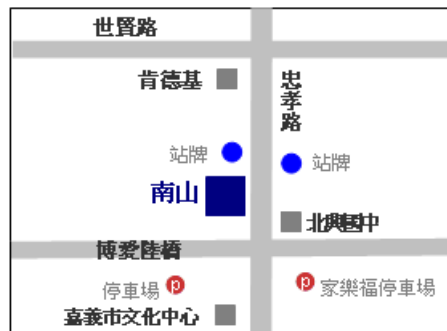 世賢路
肯德基
忠孝路
站牌
站牌
南山
北興國中
博愛陸橋
停車場 P
P 家樂福停車場
嘉義市文化中心